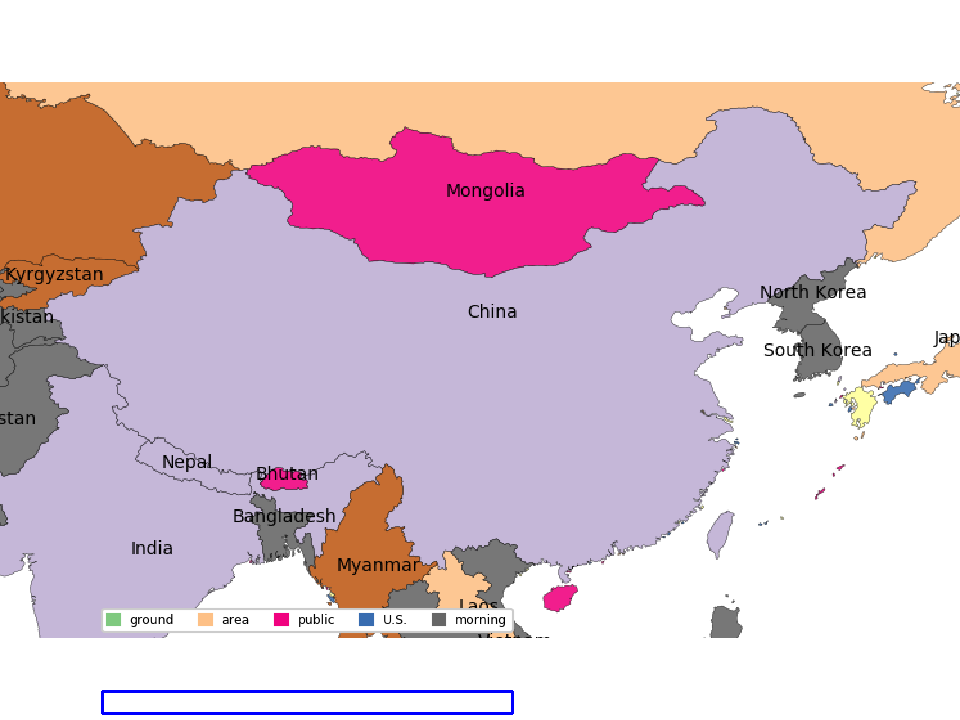 Mongolia
Kyrgyzstan
North Korea
China
kistan
Jap
South Korea
stan
Nepal
Bhutan
Bangladesh
India
Myanmar
Laos
ground area public U.S. morning
Vietnam